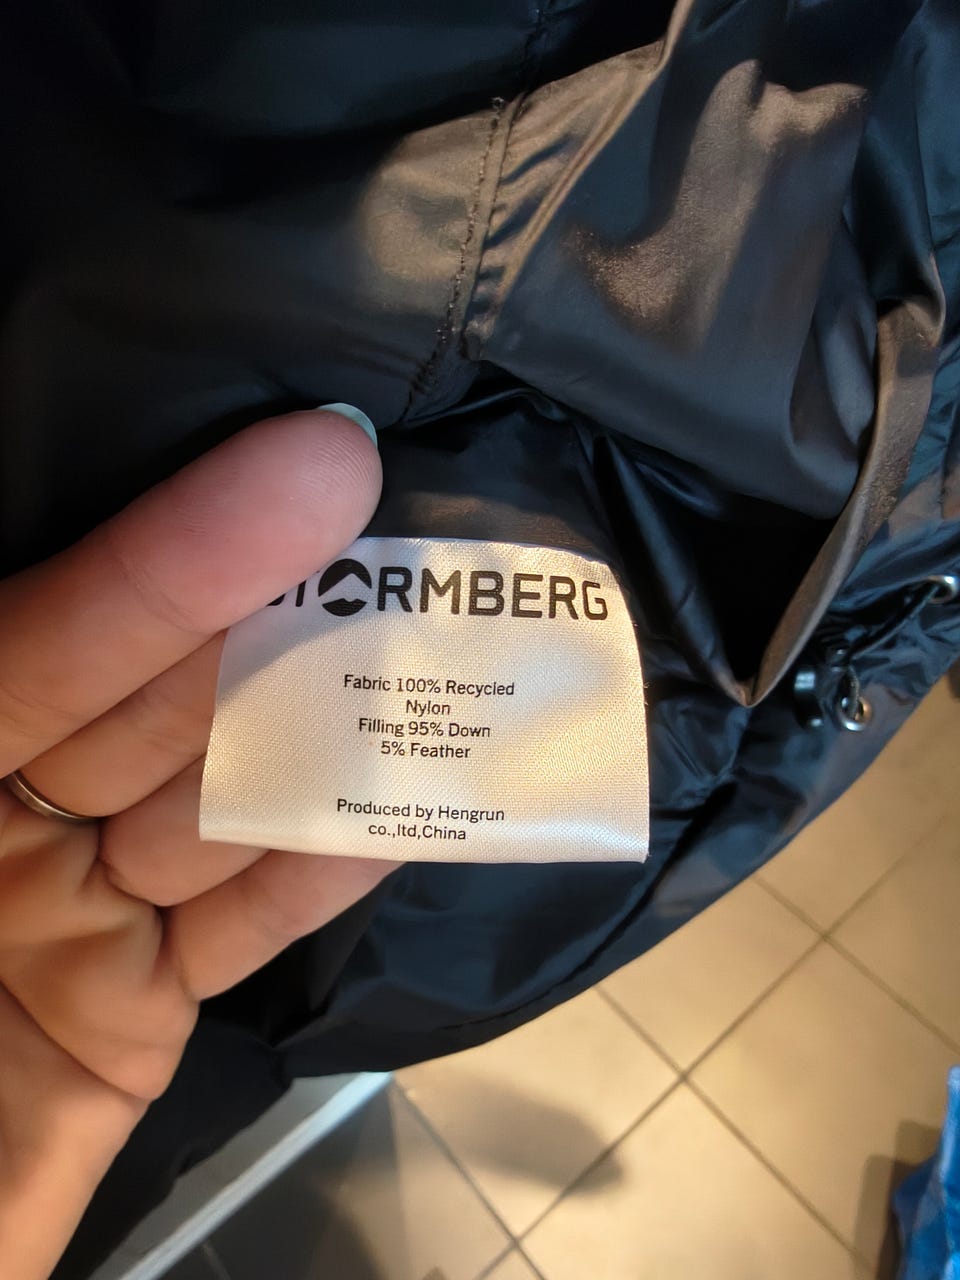 STORMBERG
Fabric 100% Recycled
Nylon
Filling 95% Down
5% Feather
Produced by Hengrun
co.,ltd,China